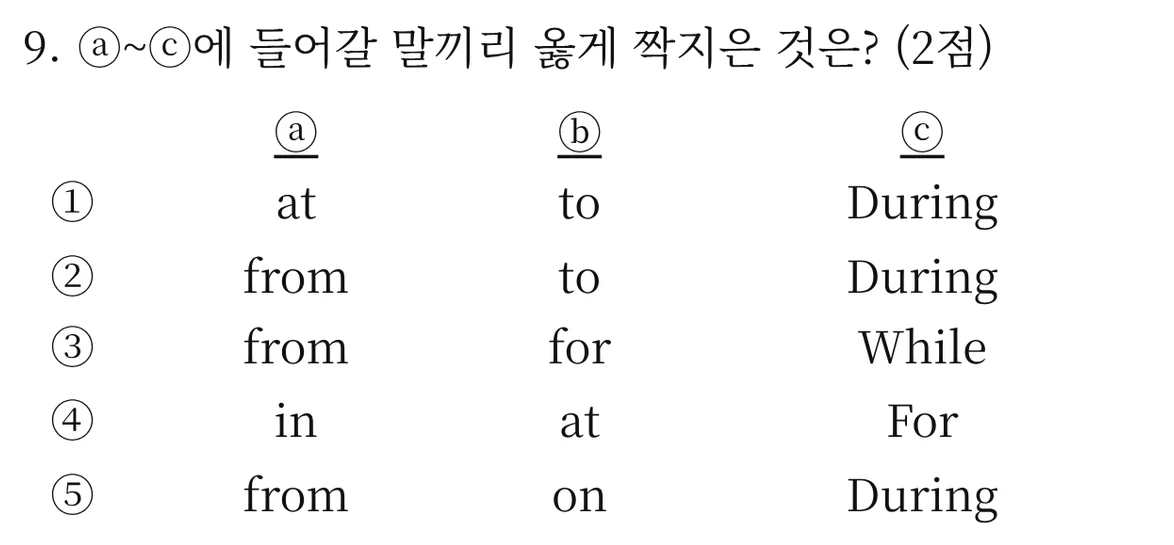 9. ⓐ~ⓒ에 들어갈 말끼리 옳게 짝지은 것은? (2점)
ⓐ ⓑ ⓒ
① at to During
② from to During
③ from for While
④ in at For
⑤ from on During